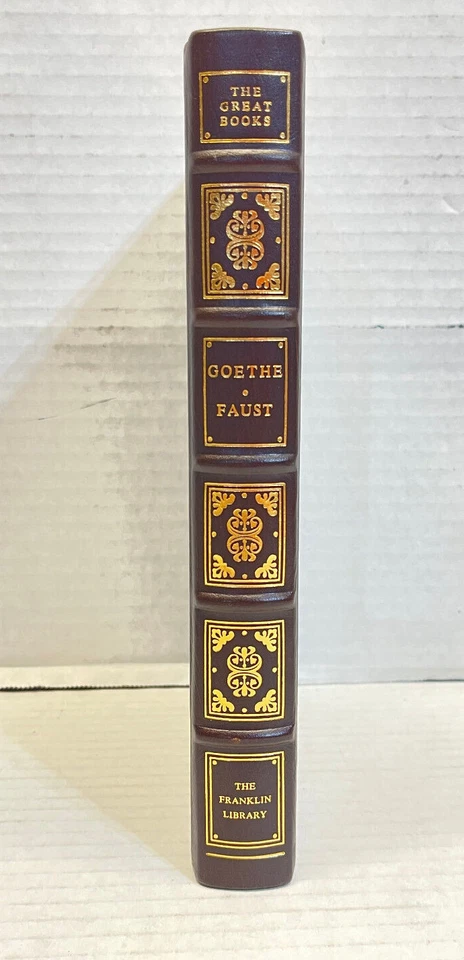 THE
GREAT
BOOKS
GOETHE
FAUST
THE
FRANKLIN
LIBRARY